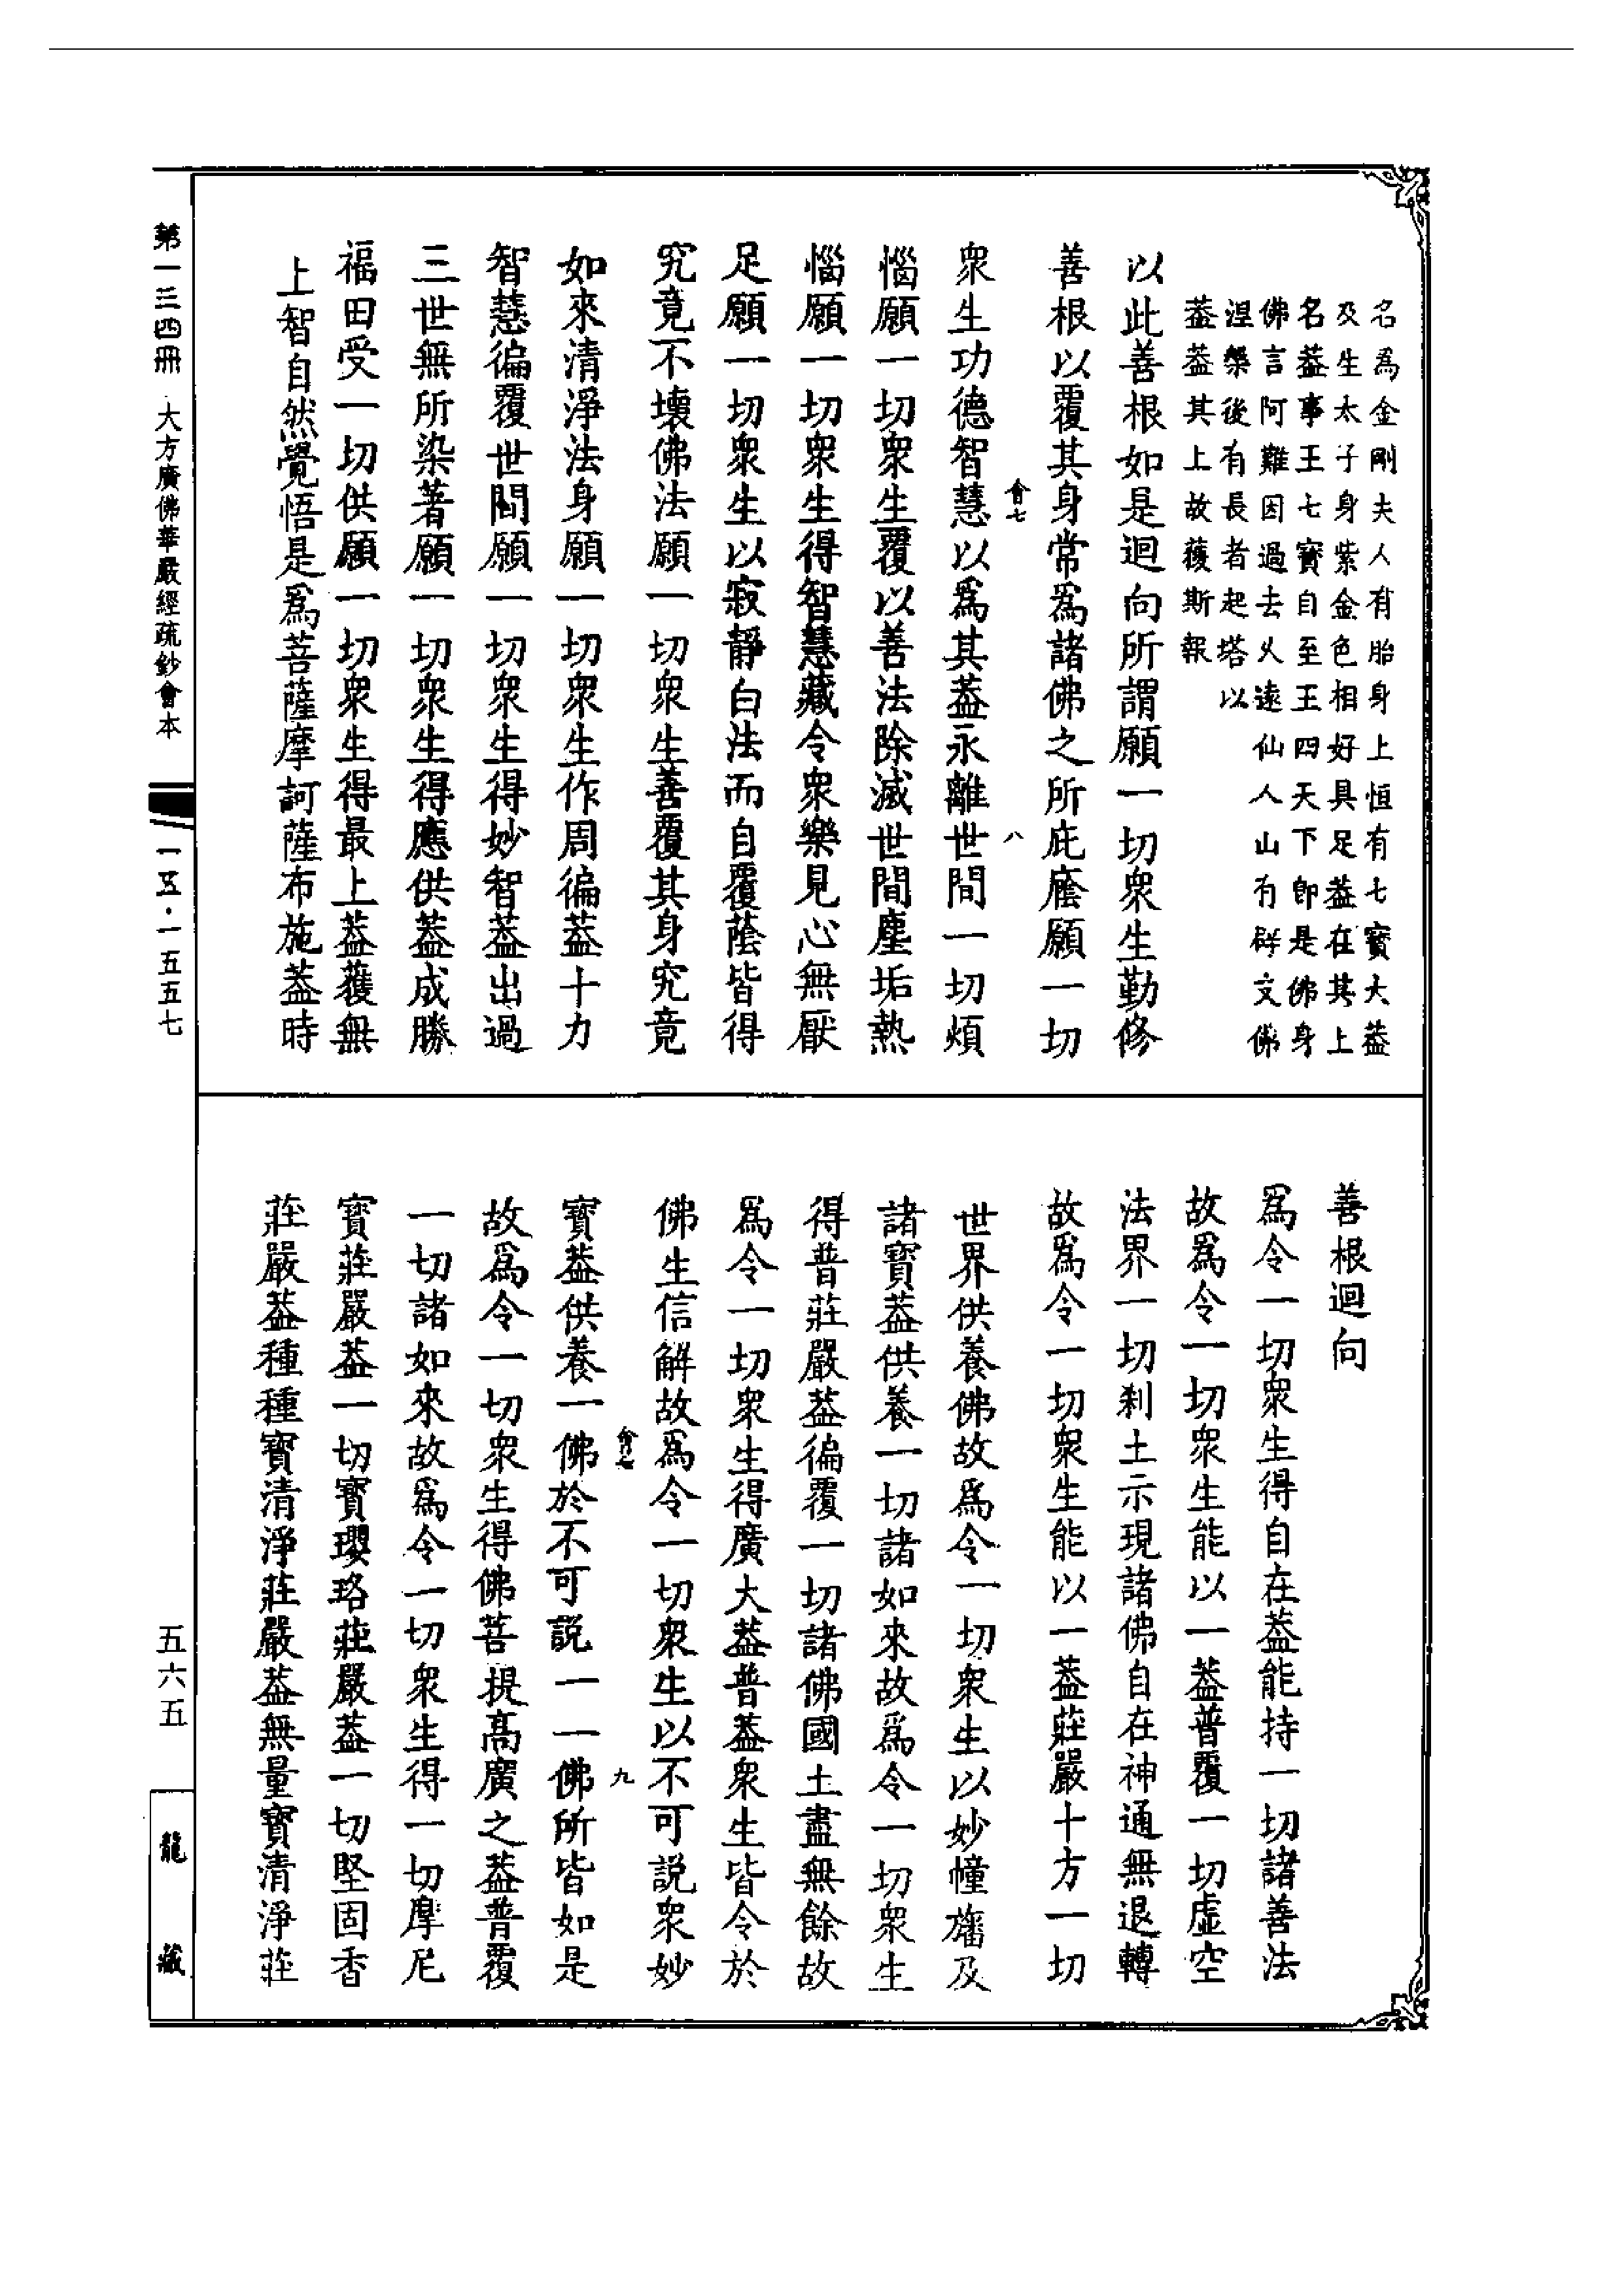 名爲金剛夫人有胎身上恒有七寶大葢
及生太子身紫金色相好具足葢在其上
名葢事王七寶自至王四天下卽是佛身
佛言阿難因過去久遠仙人山有辟支佛
涅槃後有長者起塔以
葢葢其上故獲斯報
以此善根如是迴向所謂願一切衆生勤修
善根以覆其身常爲諸佛之所庇廕願一切
會七
八
衆生功德智慧以爲其葢永離世間一切煩
惱願一切衆生覆以善法除滅世間塵垢熱
惱願一切衆生得智慧藏令衆樂見心無厭
足願一切衆生以寂靜白法而自覆蔭皆得
究竟不壞佛法願一切衆生善覆其身究竟
如來清淨法身願一切衆生作周徧葢十力
智慧徧覆世間願一切衆生得妙智葢出過
三世無所染著願一切衆生得應供葢成勝
福田受一切供願一切衆生得最上葢獲無
上智自然覺悟是爲菩薩摩訶薩布施葢時
善根迴向
爲令一切衆生得自在葢能持一切諸善法
故爲令一切衆生能以一葢普覆一切虛空
法界一切刹土示現諸佛自在神通無退轉
故爲令一切衆生能以一葢莊嚴十方一切
世界供養佛故爲令一切衆生以妙幢旛及
諸寶葢供養一切諸如來故爲令一切衆生
得普莊嚴葢徧覆一切諸佛國土盡無餘故
爲令一切衆生得廣大葢普葢衆生皆令於
佛生信解故爲令一切衆生以不可說衆妙
會七
九
寶葢供養一佛於不可說一一佛所皆如是
故爲令一切衆生得佛菩提高廣之葢普覆
一切諸如來故爲令一切衆生得一切摩尼
寶莊嚴葢一切寶瓔珞莊嚴葢一切堅固香
莊嚴葢種種寶清淨莊嚴葢無量寶清淨莊
第一三四冊 大方廣佛華嚴經疏鈔會本
一五五·一五五七
五六五
龍藏